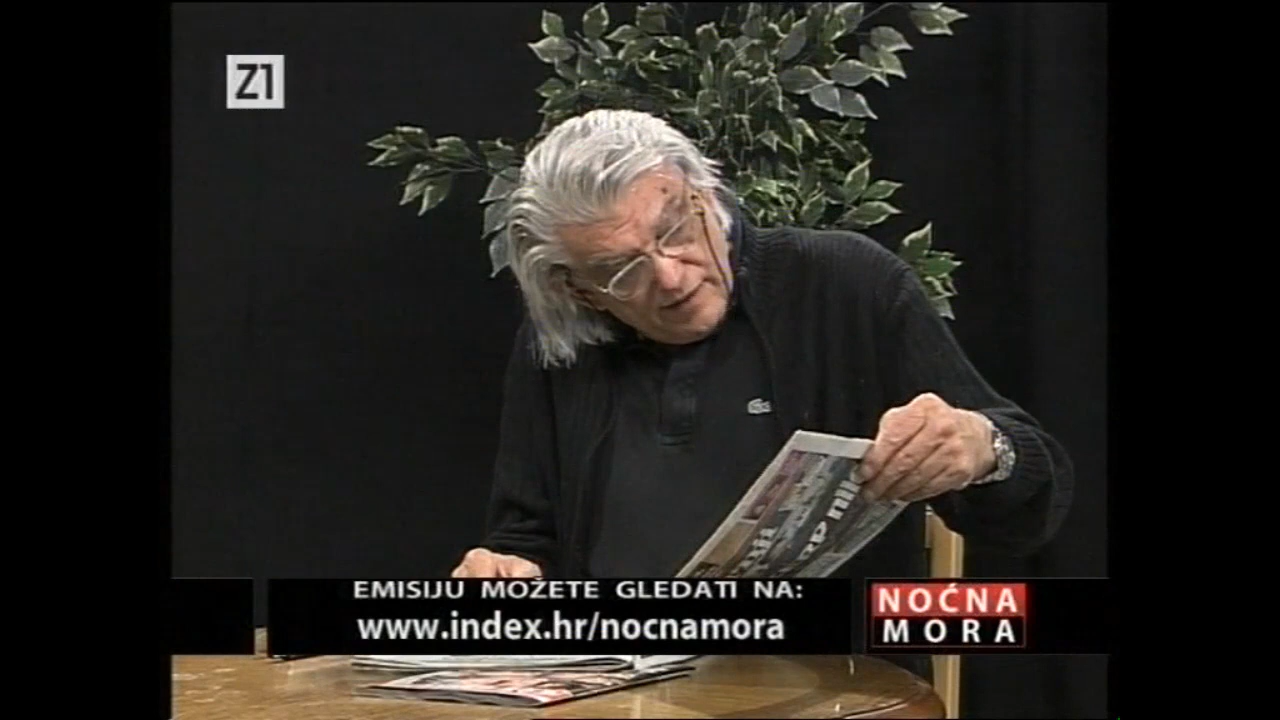 Z1
EMISIJU MOŽETE GLEDATI NA:
www.index.hr/nocnamora
NOĆNA
MORA